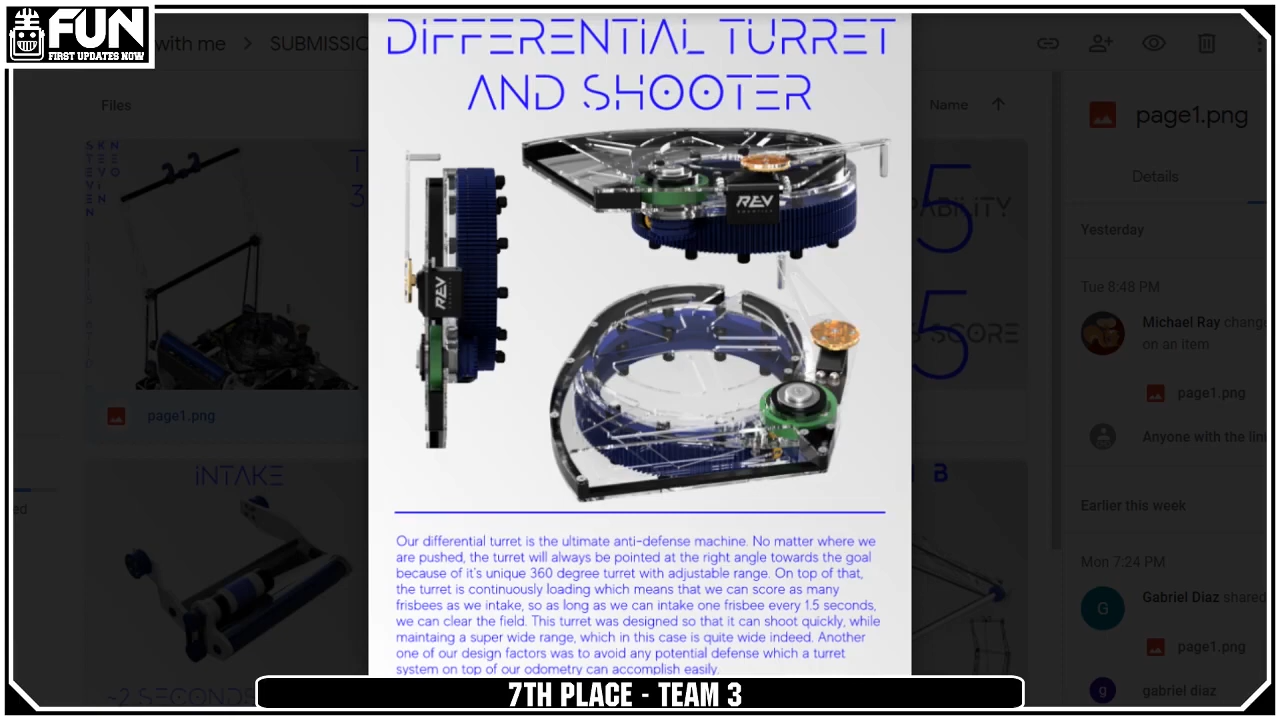 FUN
FIRST UPDATES NOW
with me > SUBMISSIO
DIFFERENTIAL TURRET
AND SHOOTER
Files
Name
page1.png
Details
Yesterday
Tue 8:48 PM
Michael Ray chang
on an item
page1.png
Anyone with the lin
Earlier this week
Mon 7:24 PM
Gabriel Diaz shared
G
page1.png
g
gabriel diaz
page1.png
INTAKE
~2 SECONDS
5
5
SCORE
B
REV
REV
Our differential turret is the ultimate anti-defense machine. No matter where we
are pushed, the turret will always be pointed at the right angle towards the goal
because of it's unique 360 degree turret with adjustable range. On top of that,
the turret is continuously loading which means that we can score as many
frisbees as we intake, so as long as we can intake one frisbee every 1.5 seconds,
we can clear the field. This turret was designed so that it can shoot quickly, while
maintaing a super wide range, which in this case is quite wide indeed. Another
one of our design factors was to avoid any potential defense which a turret
system on top of our odometry can accomplish easily.
7TH PLACE - TEAM 3